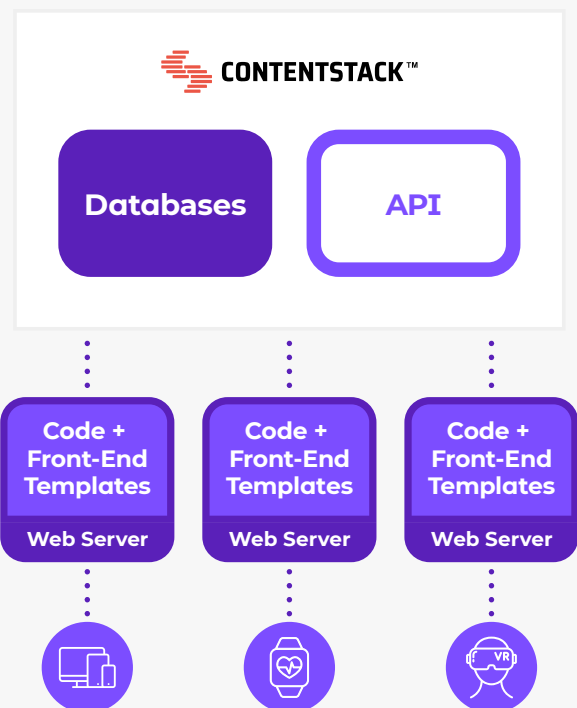 CONTENTSTACK™
Databases
API
Code +
Front-End
Templates
Web Server
Code +
Front-End
Templates
Web Server
Code +
Front-End
Templates
Web Server
VR